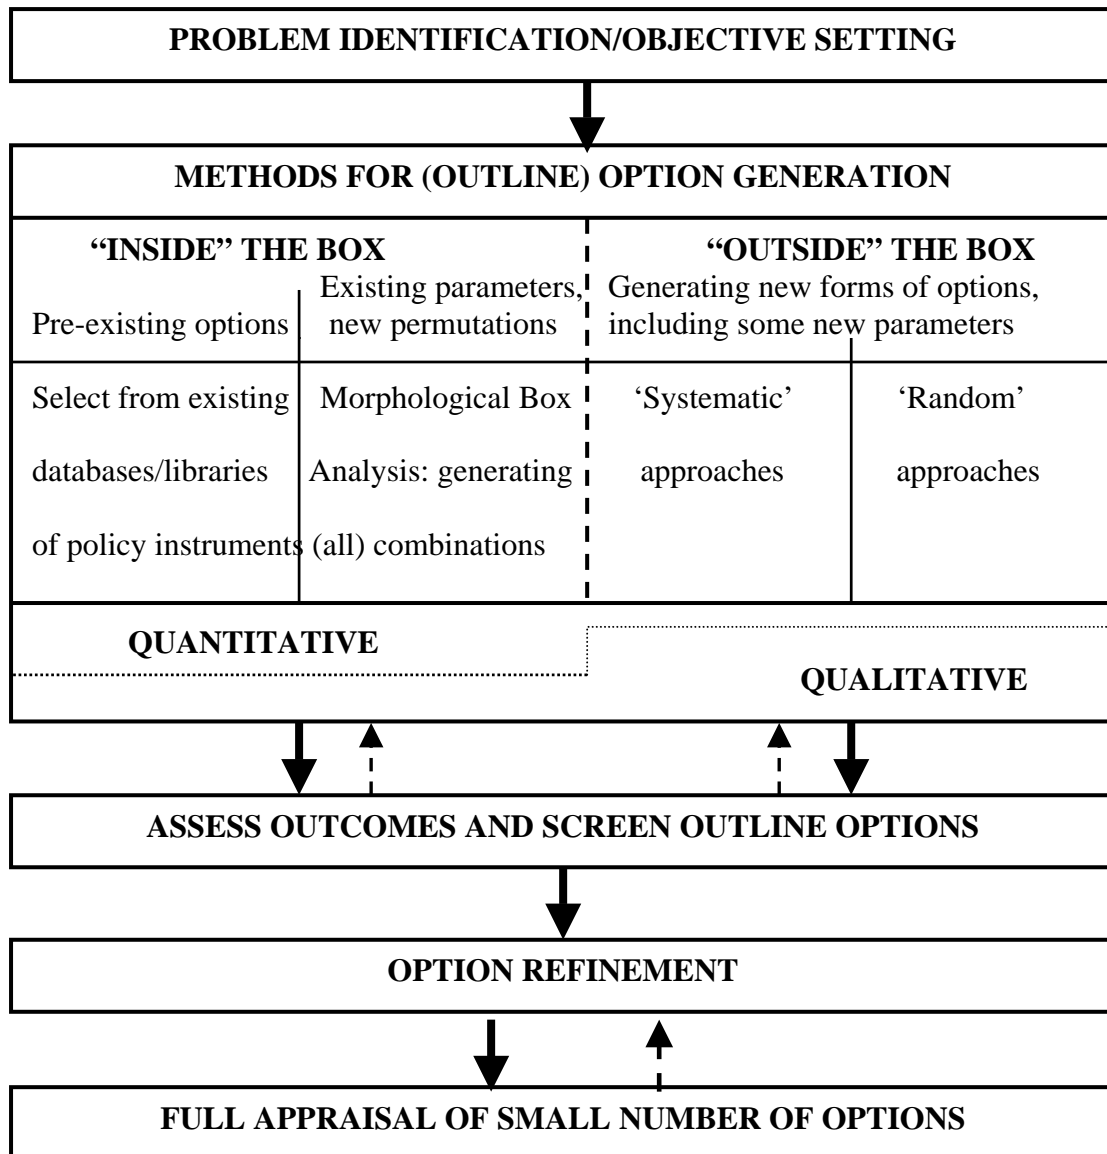 PROBLEM IDENTIFICATION/OBJECTIVE SETTING
METHODS FOR (OUTLINE) OPTION GENERATION
“INSIDE” THE BOX
Pre-existing options
Existing parameters,
new permutations
“OUTSIDE” THE BOX
Generating new forms of options,
including some new parameters
Select from existing
databases/libraries
of policy instruments
Morphological Box
Analysis: generating
(all) combinations
‘Systematic’
approaches
‘Random’
approaches
QUANTITATIVE
QUALITATIVE
ASSESS OUTCOMES AND SCREEN OUTLINE OPTIONS
OPTION REFINEMENT
FULL APPRAISAL OF SMALL NUMBER OF OPTIONS